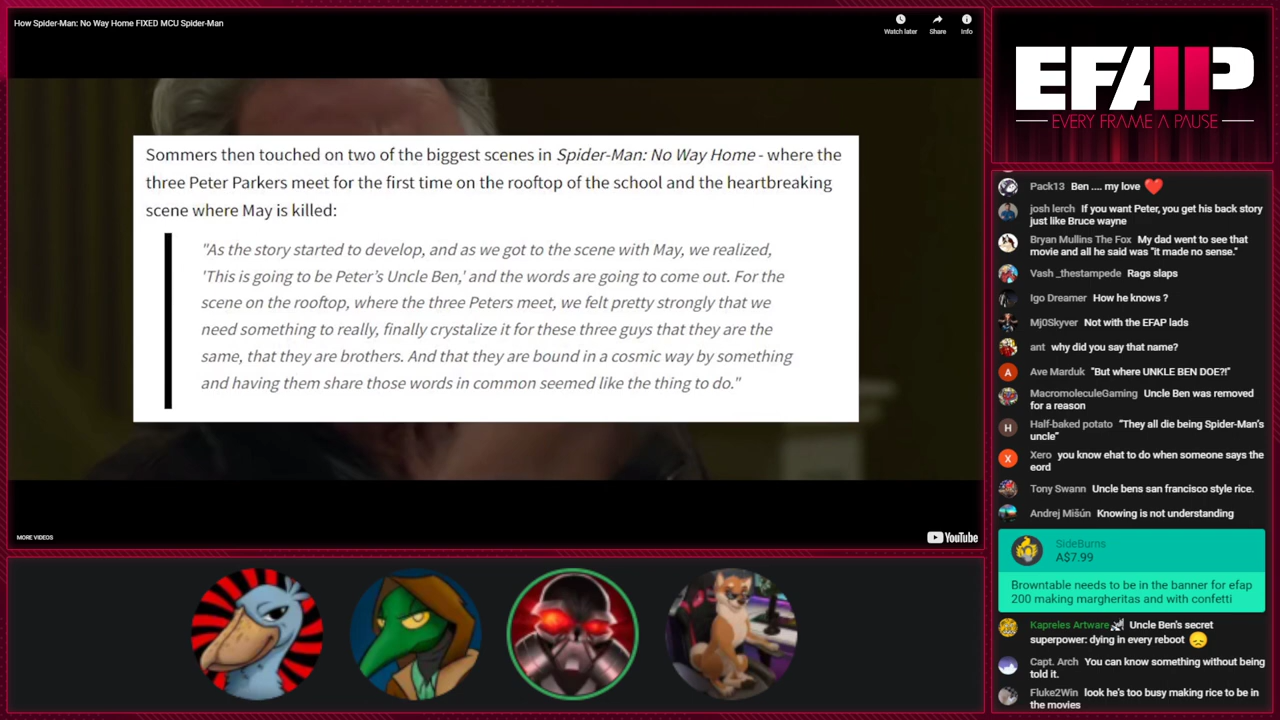 How Spider-Man: No Way Home FIXED MCU Spider-Man
Watch later
Share
Info
Sommers then touched on two of the biggest scenes in Spider-Man: No Way Home - where the
three Peter Parkers meet for the first time on the rooftop of the school and the heartbreaking
scene where May is killed:
"As the story started to develop, and as we got to the scene with May, we realized,
'This is going to be Peter's Uncle Ben,' and the words are going to come out. For the
scene on the rooftop, where the three Peters meet, we felt pretty strongly that we
need something to really, finally crystalize it for these three guys that they are the
same, that they are brothers. And that they are bound in a cosmic way by something
and having them share those words in common seemed like the thing to do."
MORE VIDEOS
YouTube
EFAP
EVERY FRAME A PAUSE
Pack13 Ben .... my love
josh lerch If you want Peter, you get his back story
just like Bruce wayne
Bryan Mullins The Fox My dad went to see that
movie and all he said was "it made no sense."
Vash _thestampede Rags slaps
Igo Dreamer How he knows ?
Mj0Skyver Not with the EFAP lads
ant why did you say that name?
A
Ave Marduk "But where UNKLE BEN DOE?!"
MacromoleculeGaming Uncle Ben was removed
for a reason
H
Half-baked potato "They all die being Spider-Man's
uncle"
X
Xero you know ehat to do when someone says the
eord
Tony Swann Uncle bens san francisco style rice.
Andrej Mišún Knowing is not understanding
SideBurns
A$7.99
Browntable needs to be in the banner for efap
200 making margheritas and with confetti
Kapreles Artware Uncle Ben's secret
superpower: dying in every reboot
Capt. Arch You can know something without being
told it.
Fluke2Win look he's too busy making rice to be in
the movies